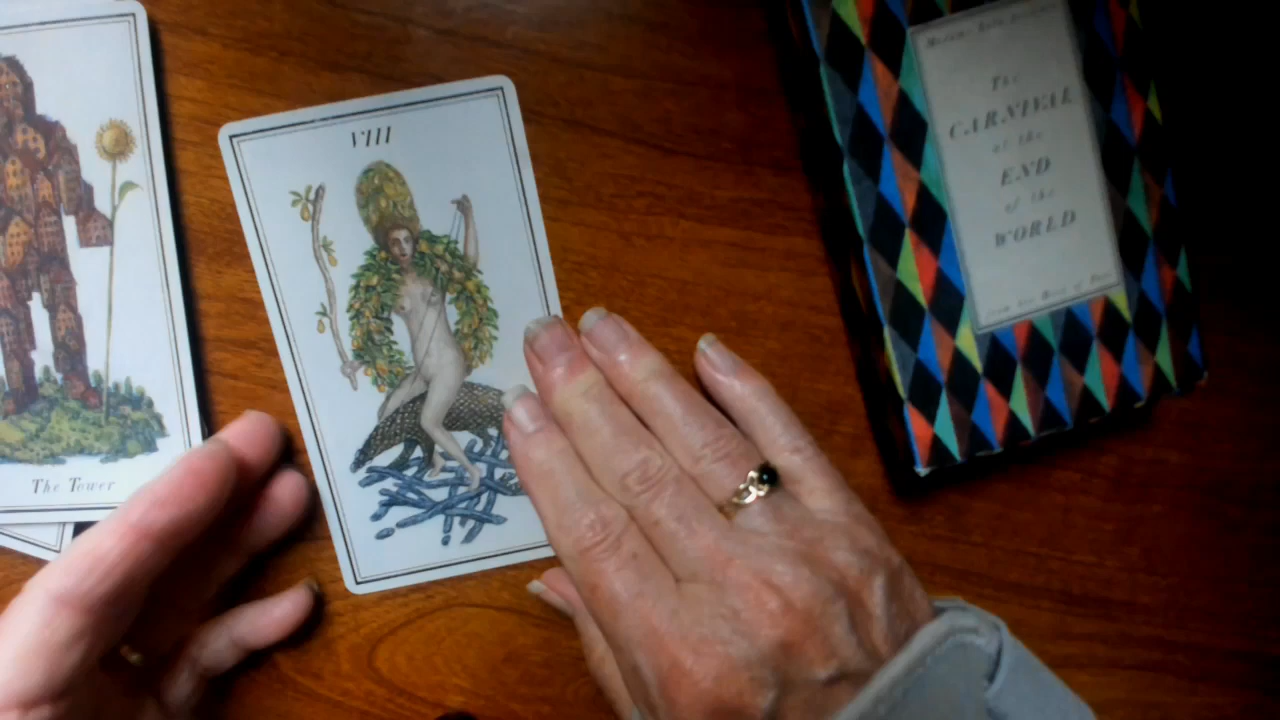 The Tower
VIII
The
CARNIVAL
at the
END
of the
WORLD